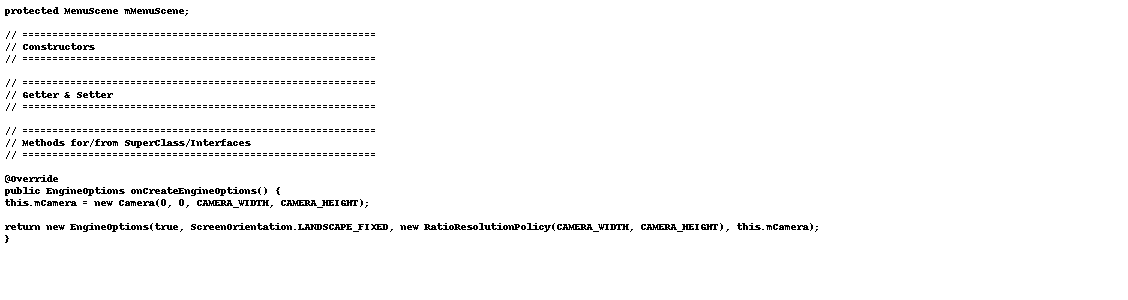 protected MenuScene mMenuScene;
// ===========================================================
// Constructors
// ===========================================================
// ===========================================================
// Getter & Setter
// ===========================================================
// ===========================================================
// Methods for/from SuperClass/Interfaces
// ===========================================================
@Override
public EngineOptions onCreateEngineOptions() {
this.mCamera = new Camera(0, 0, CAMERA_WIDTH, CAMERA_HEIGHT);
return new EngineOptions(true, ScreenOrientation.LANDSCAPE_FIXED, new RatioResolutionPolicy(CAMERA_WIDTH, CAMERA_HEIGHT), this.mCamera);
}